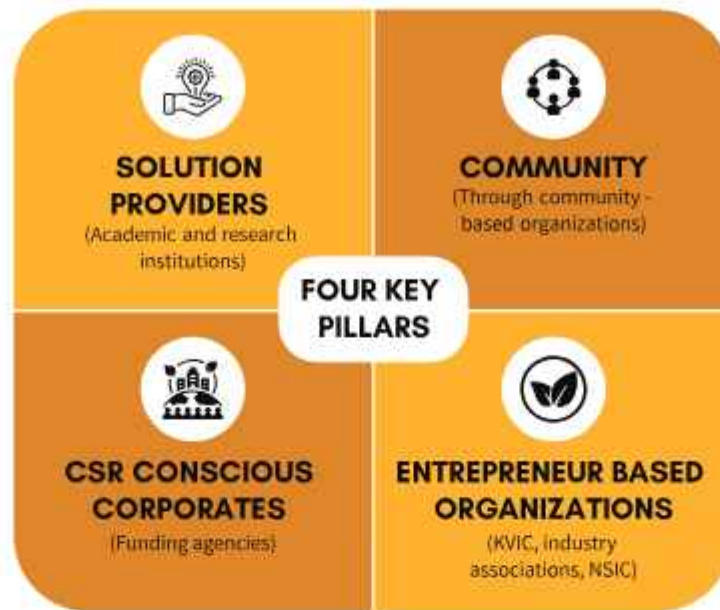 SOLUTION
PROVIDERS
(Academic and research
institutions)
COMMUNITY
(Through community -
based organizations)
FOUR KEY
PILLARS
CSR CONSCIOUS
CORPORATES
(Funding agencies)
ENTREPRENEUR BASED
ORGANIZATIONS
(KVIC, industry
associations, NSIC)